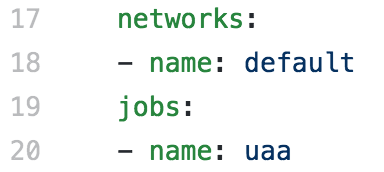 17 networks:
18 - name: default
19 jobs:
20 - name: uaa